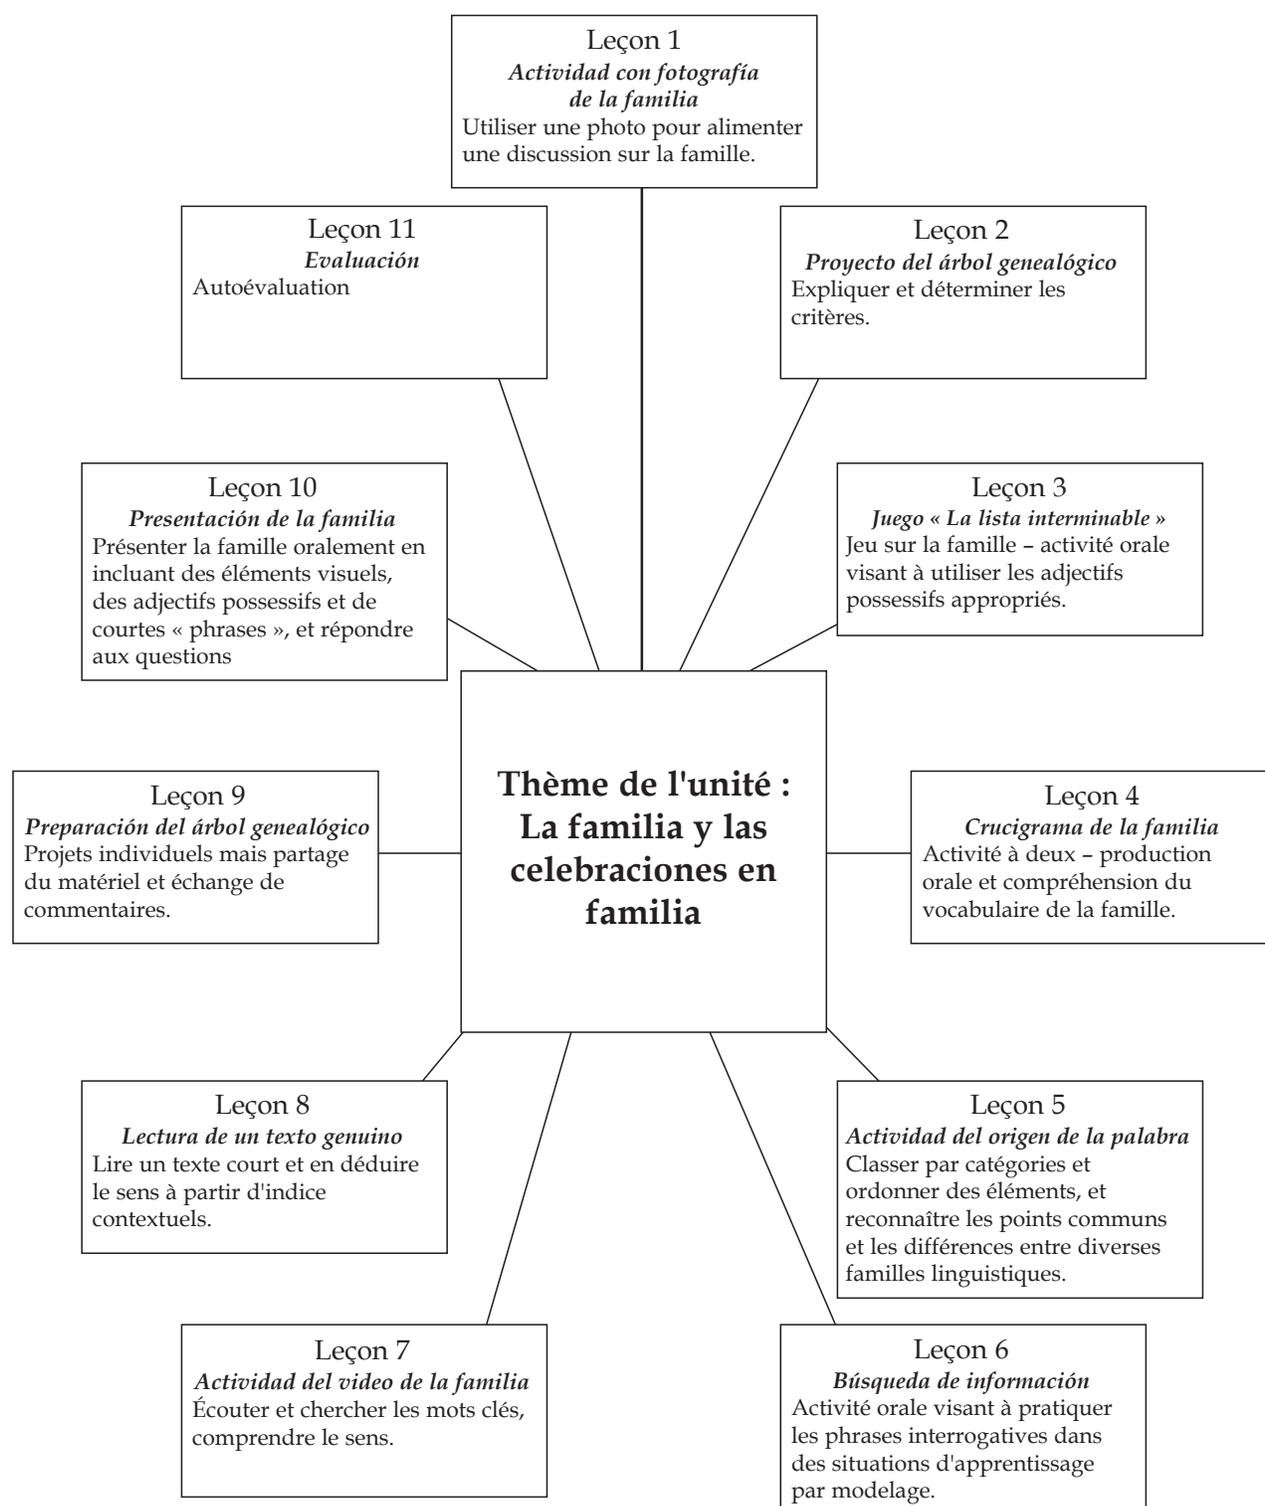 Leçon 1
Actividad con fotografía
de la familia
Utiliser une photo pour alimenter
une discussion sur la famille.
Leçon 2
Proyecto del árbol genealógico
Expliquer et déterminer les
critères.
Leçon 3
Juego « La lista interminable »
Jeu sur la famille – activité orale
visant à utiliser les adjectifs
possessifs appropriés.
Leçon 4
Crucigrama de la familia
Activité à deux – production
orale et compréhension du
vocabulaire de la famille.
Leçon 5
Actividad del origen de la palabra
Classer par catégories et
ordonner des éléments, et
reconnaître les points communs
et les différences entre diverses
familles linguistiques.
Leçon 6
Búsqueda de información
Activité orale visant à pratiquer
les phrases interrogatives dans
des situations d'apprentissage
par modelage.
Leçon 7
Actividad del video de la familia
Écouter et chercher les mots clés,
comprendre le sens.
Leçon 8
Lectura de un texto genuino
Lire un texte court et en déduire
le sens à partir d'indice
contextuels.
Leçon 9
Preparación del árbol genealógico
Projets individuels mais partage
du matériel et échange de
commentaires.
Leçon 10
Presentación de la familia
Présenter la famille oralement en
incluant des éléments visuels,
des adjectifs possessifs et de
courtes « phrases », et répondre
aux questions
Leçon 11
Evaluación
Autoévaluation
Thème de l'unité :
La familia y las
celebraciones en
familia